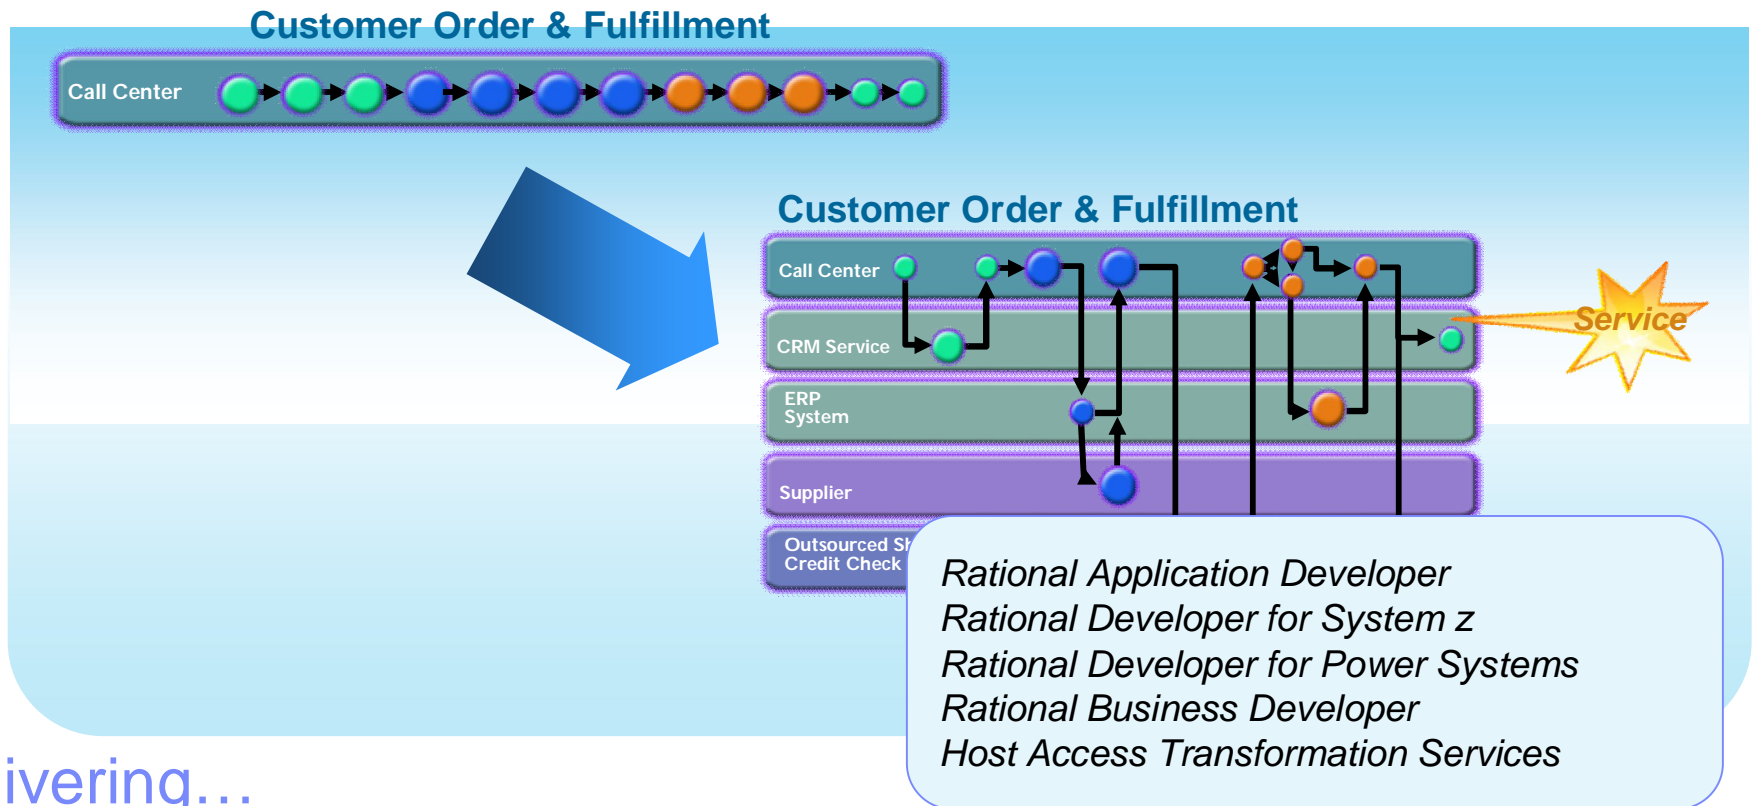 Customer Order & Fulfillment
Call Center
Customer Order & Fulfillment
Call Center
CRM Service
Service
ERP
System
Supplier
Outsourced
Credit Check
Rational Application Developer
Rational Developer for System z
Rational Developer for Power Systems
Rational Business Developer
Host Access Transformation Services
ivering…